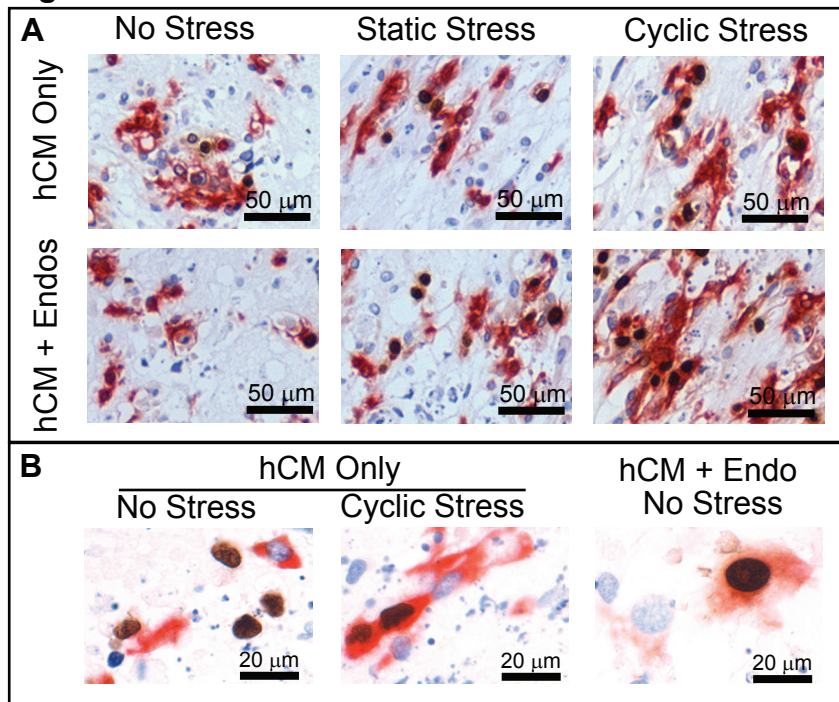 A
No Stress
Static Stress
Cyclic Stress
hCM Only
50 µm
50 µm
50 µm
hCM + Endos
50 µm
50 µm
50 µm
B
hCM Only
hCM + Endo
No Stress
Cyclic Stress
No Stress
20 µm
20 µm
20 µm